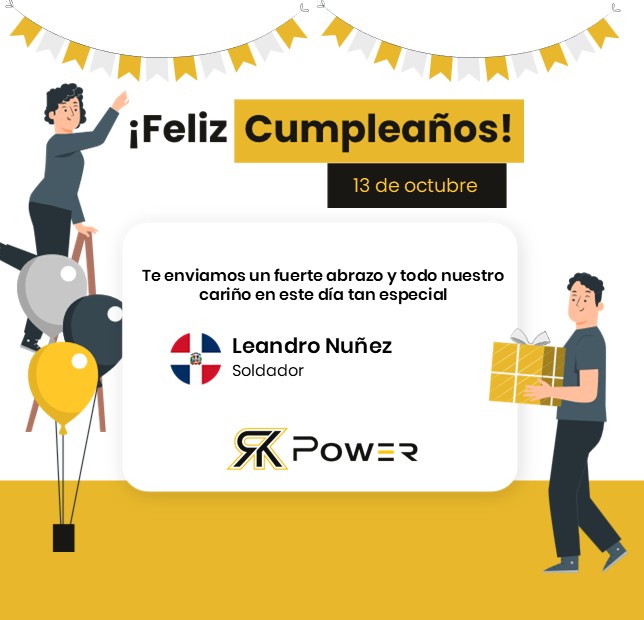 ¡Feliz Cumpleaños!
13 de octubre
Te enviamos un fuerte abrazo y todo nuestro
cariño en este día tan especial
Leandro Nuñez
Soldador
RK Power